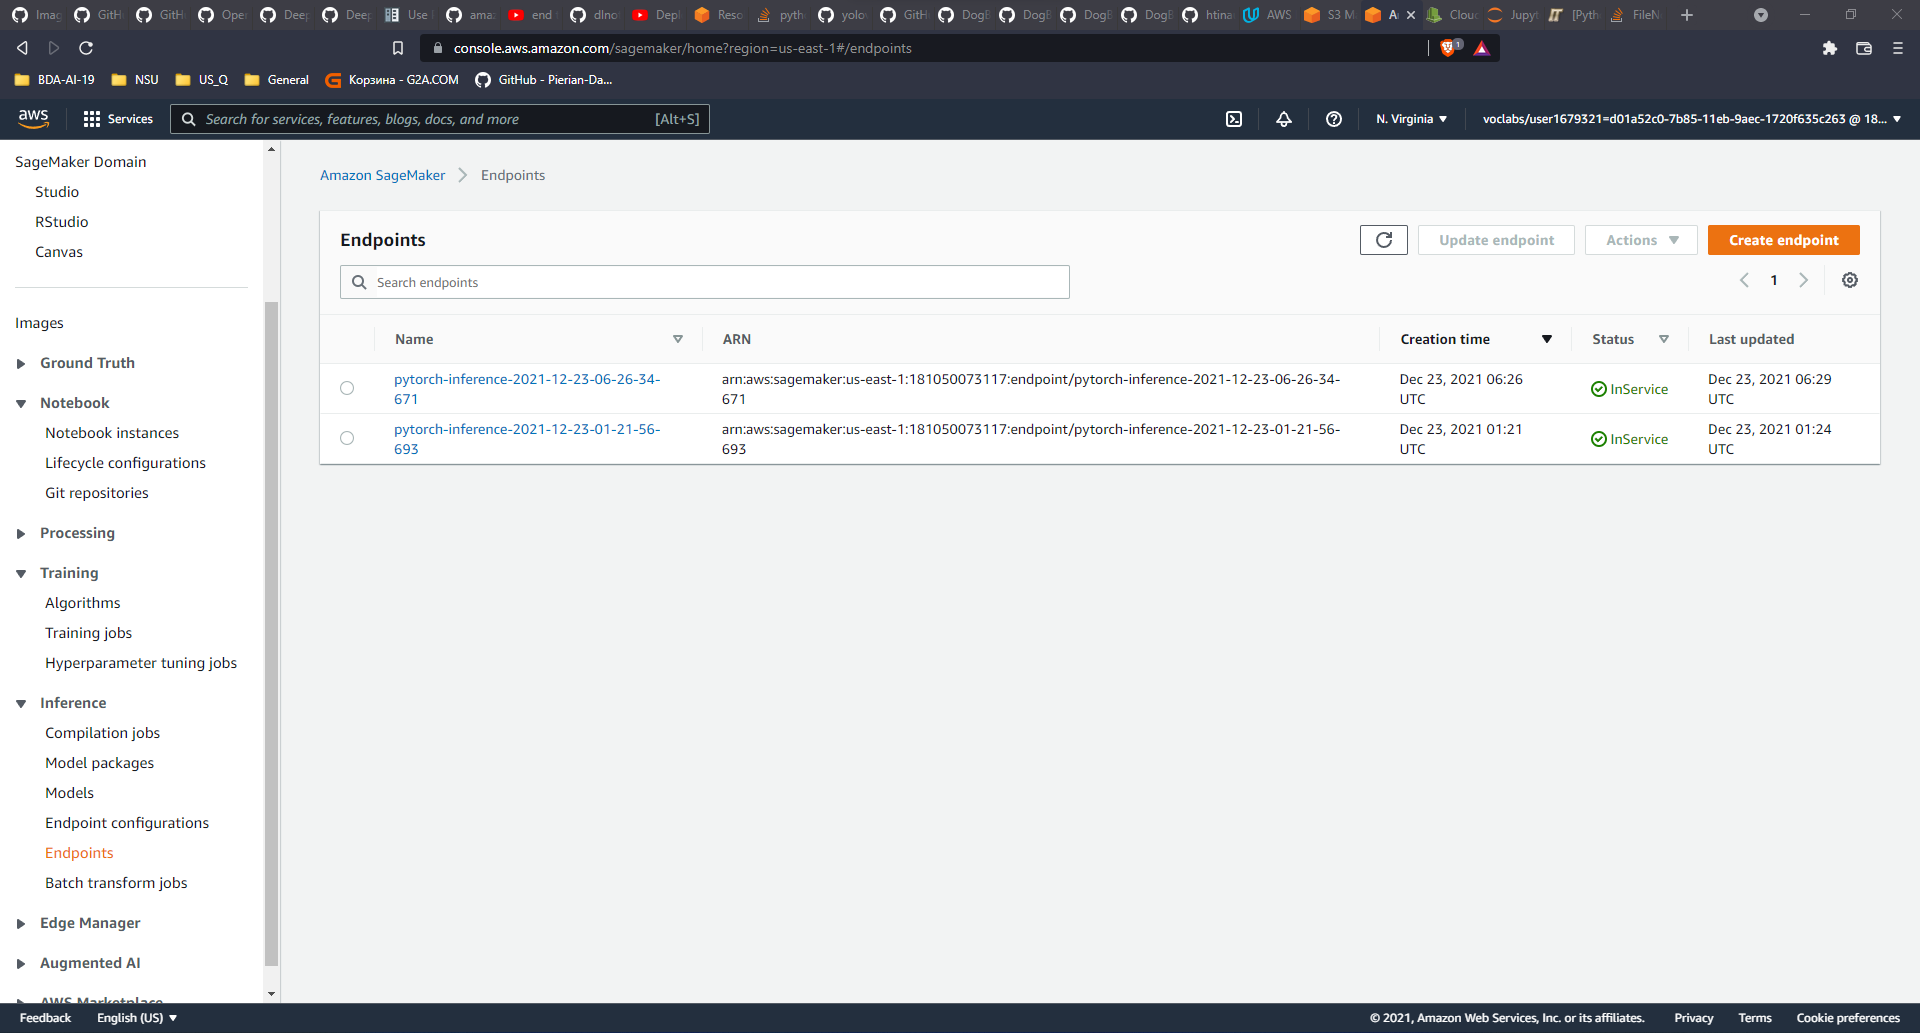 Imag GitH GitH Open Deep Deep Use amaz end dlno Depl Reso pyth yolov GitH DogB DogB DogB DogB htina AWS S3 M A Clou Jupyt [Pyth FileN
console.aws.amazon.com/sagemaker/home?region=us-east-1#/endpoints
1
BDA-AI-19 NSU US_Q General Корзина - G2A.COM GitHub - Pierian-Da...
aws Services Search for services, features, blogs, docs, and more [Alt+S] N. Virginia voclabs/user1679321=d01a52c0-7b85-11eb-9aec-1720f635c263 @ 18...
SageMaker Domain
Studio
RStudio
Canvas
Images
Ground Truth
Notebook
Notebook instances
Lifecycle configurations
Git repositories
Processing
Training
Algorithms
Training jobs
Hyperparameter tuning jobs
Inference
Compilation jobs
Model packages
Models
Endpoint configurations
Endpoints
Batch transform jobs
Edge Manager
Augmented AI
AWS Marketplace
Amazon SageMaker Endpoints
Endpoints
Update endpoint Actions Create endpoint
Search endpoints
1
Name ARN Creation time Status Last updated
pytorch-inference-2021-12-23-06-26-34- arn:aws:sagemaker:us-east-1:181050073117:endpoint/pytorch-inference-2021-12-23-06-26-34- Dec 23, 2021 06:26 InService Dec 23, 2021 06:29
671 671 UTC UTC
pytorch-inference-2021-12-23-01-21-56- arn:aws:sagemaker:us-east-1:181050073117:endpoint/pytorch-inference-2021-12-23-01-21-56- Dec 23, 2021 01:21 InService Dec 23, 2021 01:24
693 693 UTC UTC
Feedback English (US) © 2021, Amazon Web Services, Inc. or its affiliates. Privacy Terms Cookie preferences